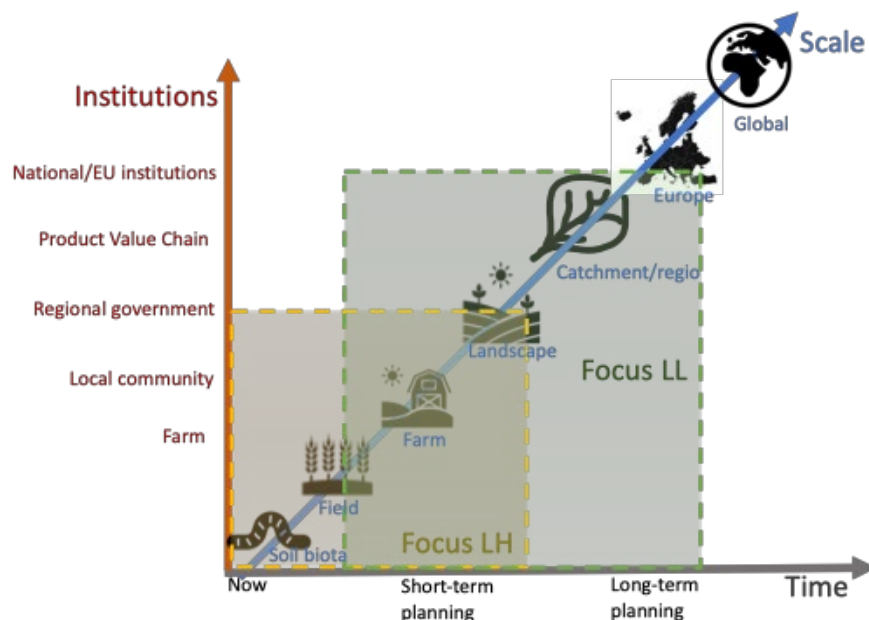 Scale
Institutions
Global
National/EU institutions
Europe
Product Value Chain
Catchment/regio
Regional government
Landscape
Focus LL
Local community
Farm
Farm
Field
Focus LH
Soil biota
Now
Short-term
planning
Long-term
planning
Time